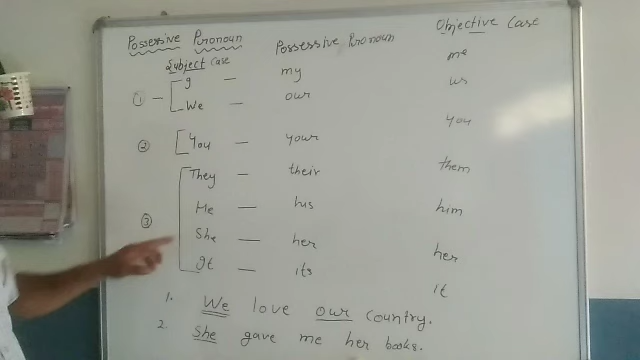 Possessive Pronoun Possessive Pronoun Objective Case
Subject Case
① — I — my me
We — our us
② You — your you
They — their them
③ He — his him
She — her her
It — its it
1. We love our country.
2. She gave me her books.